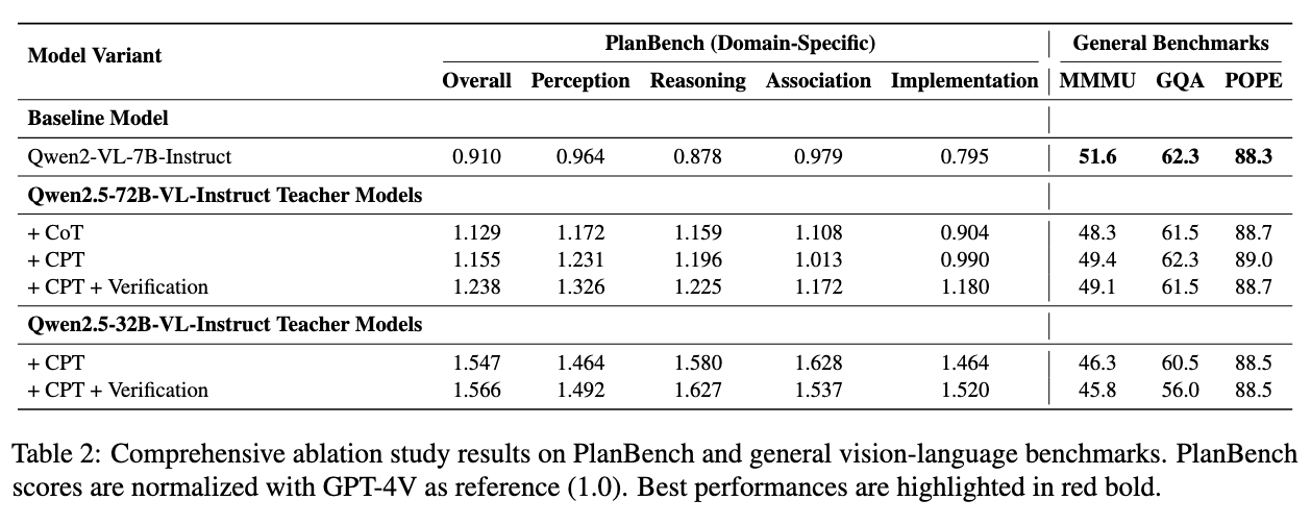 Model Variant PlanBench (Domain-Specific) General Benchmarks
Overall Perception Reasoning Association Implementation MMMU GQA POPE
Baseline Model
Qwen2-VL-7B-Instruct 0.910 0.964 0.878 0.979 0.795 51.6 62.3 88.3
Qwen2.5-72B-VL-Instruct Teacher Models
+ CoT 1.129 1.172 1.159 1.108 0.904 48.3 61.5 88.7
+ CPT 1.155 1.231 1.196 1.013 0.990 49.4 62.3 89.0
+ CPT + Verification 1.238 1.326 1.225 1.172 1.180 49.1 61.5 88.7
Qwen2.5-32B-VL-Instruct Teacher Models
+ CPT 1.547 1.464 1.580 1.628 1.464 46.3 60.5 88.5
+ CPT + Verification 1.566 1.492 1.627 1.537 1.520 45.8 56.0 88.5
Table 2: Comprehensive ablation study results on PlanBench and general vision-language benchmarks. PlanBench
scores are normalized with GPT-4V as reference (1.0). Best performances are highlighted in red bold.